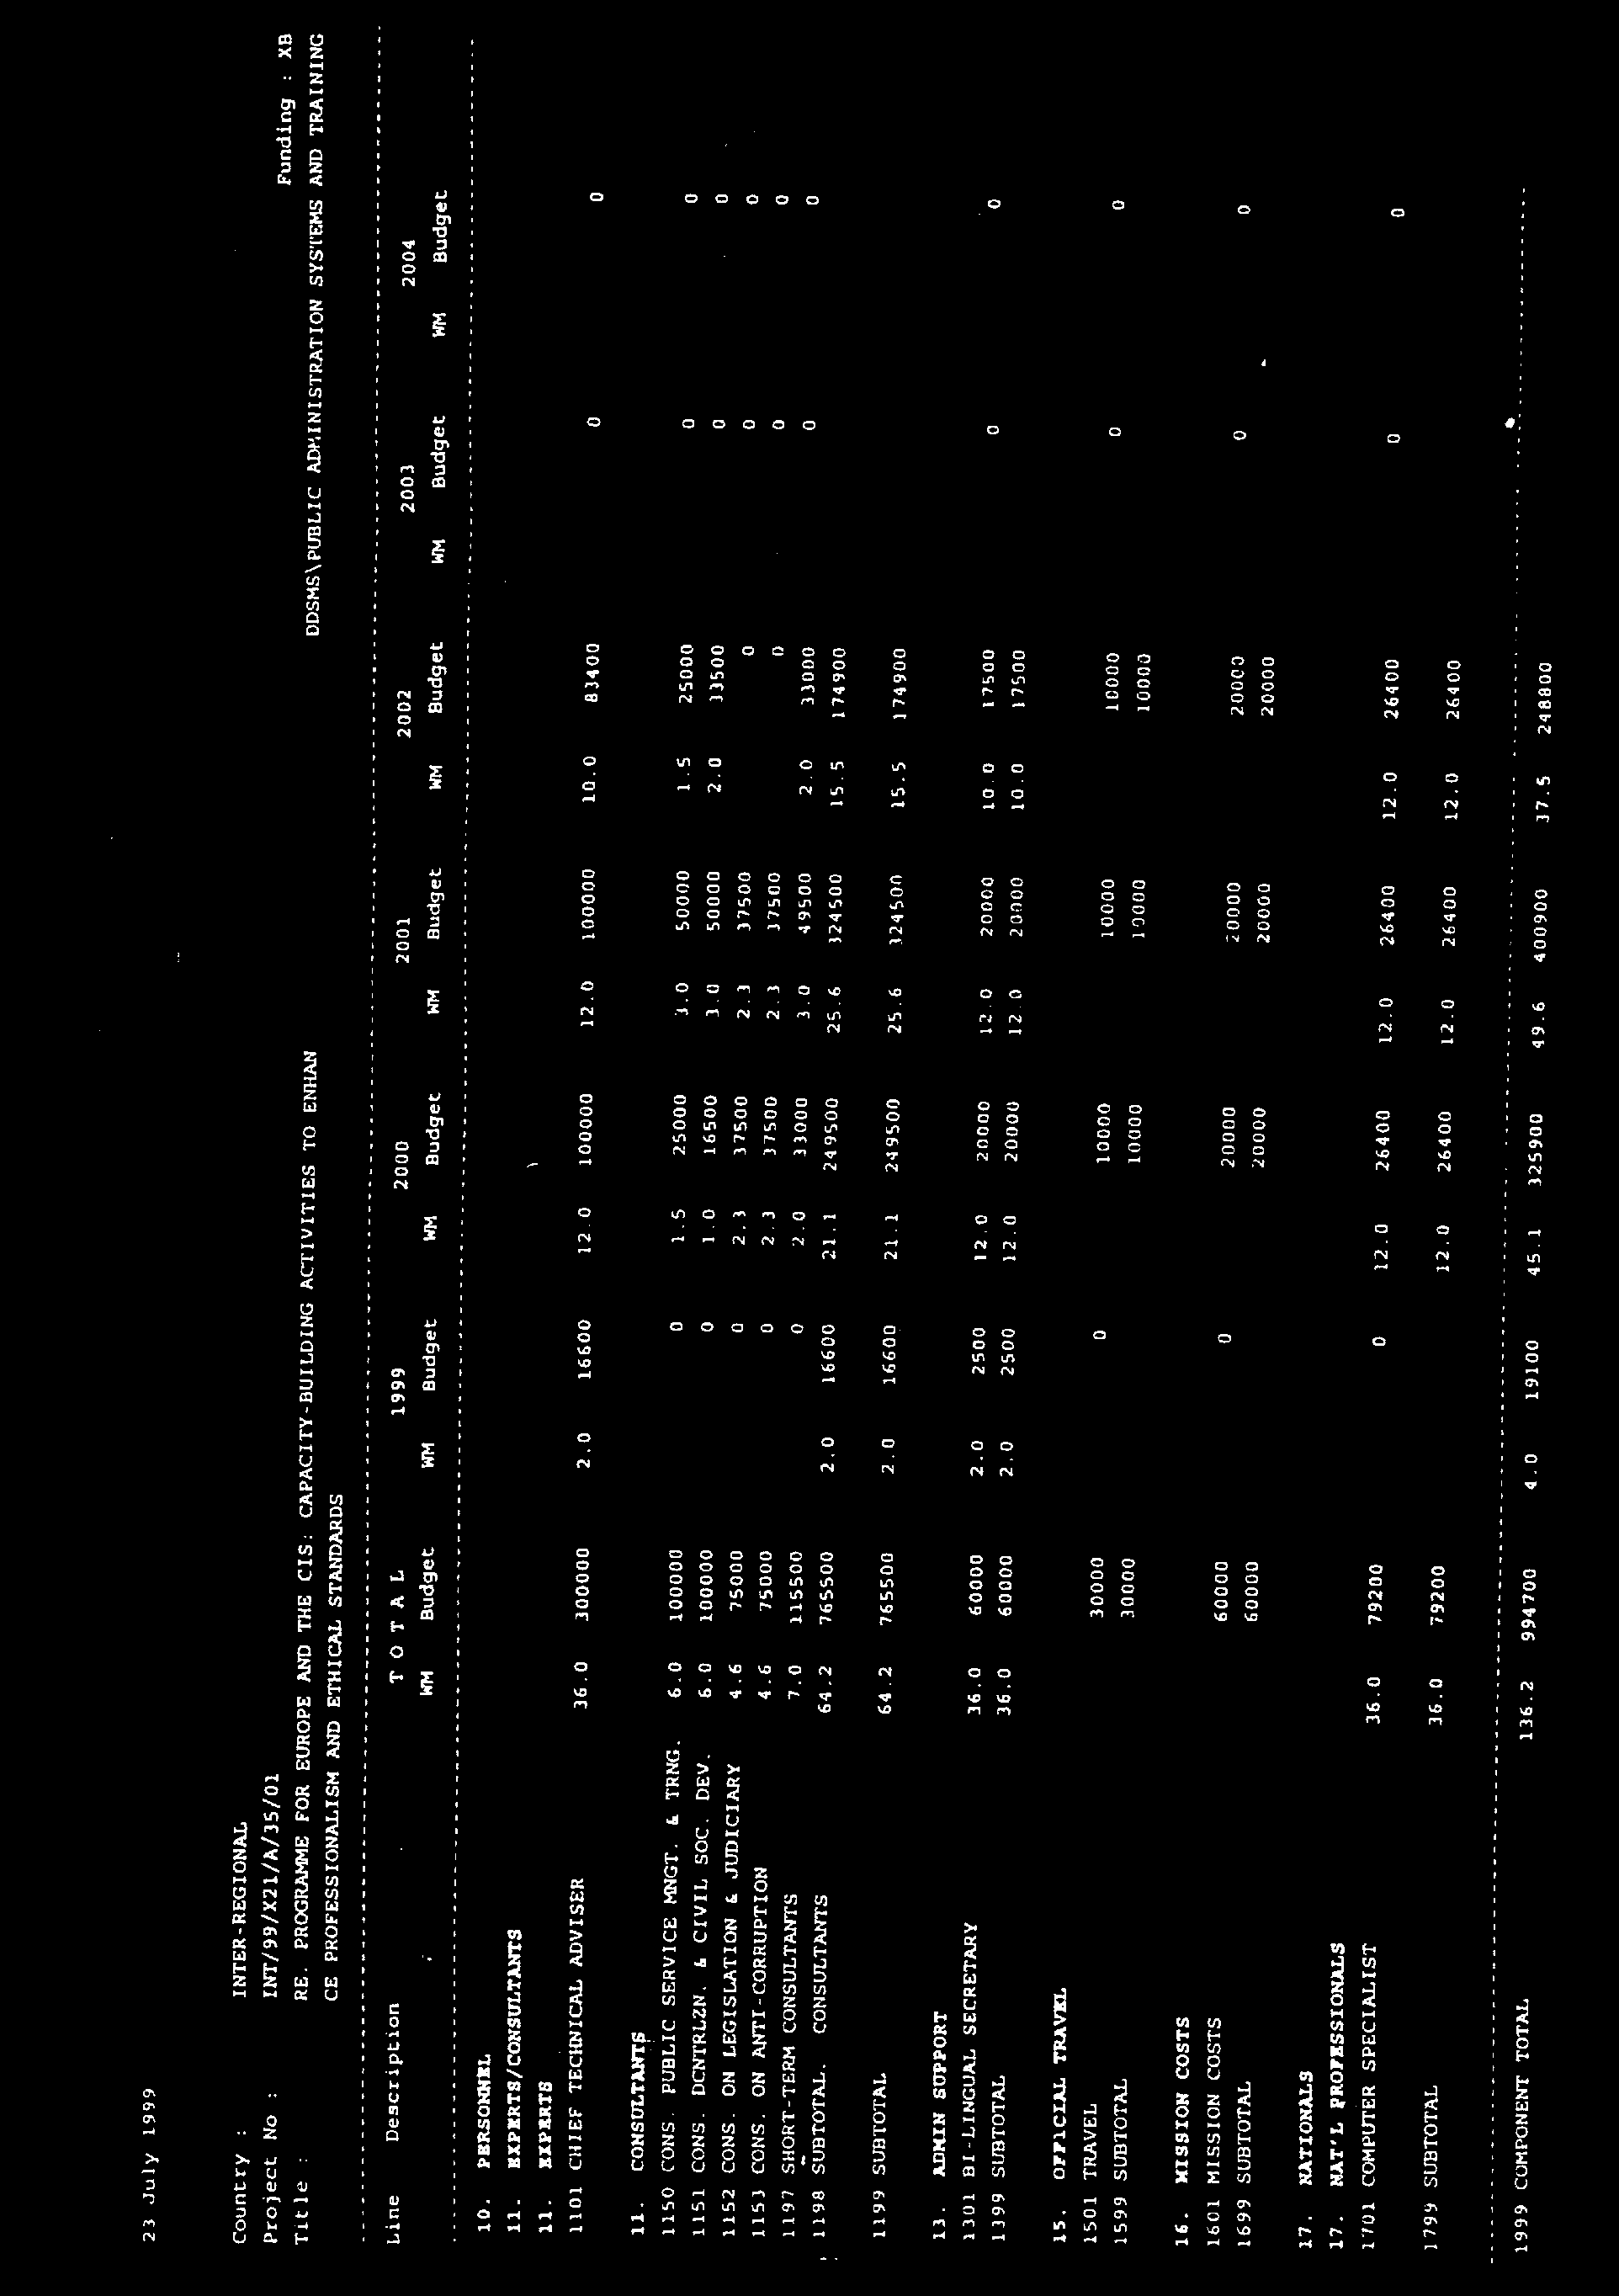 23 July 1999
Funding : XB
Country : INTER-REGIONAL
Project No : INT/99/X21/A/35/01 DDSMS\PUBLIC ADMINISTRATION SYSTEMS AND TRAINING
Title : RE. PROGRAMME FOR EUROPE AND THE CIS: CAPACITY-BUILDING ACTIVITIES TO ENHAN
CE PROFESSIONALISM AND ETHICAL STANDARDS
T O T A L 1999 2000 2001 2002 2003 2004
Line Description WM Budget WM Budget WM Budget WM Budget WM Budget WM Budget WM Budget
10. PERSONNEL
11. EXPERTS/CONSULTANTS
11. EXPERTS
1101 CHIEF TECHNICAL ADVISER 36.0 300000 2.0 16600 12.0 100000 12.0 100000 10.0 83400 0 0
11. CONSULTANTS
1150 CONS. PUBLIC SERVICE MNGT. & TRNG. 6.0 100000 0 1.5 25000 3.0 50000 1.5 25000 0 0
1151 CONS. DCNTRLZN. & CIVIL SOC. DEV. 6.0 100000 0 1.0 16500 3.0 50000 2.0 33500 0 0
1152 CONS. ON LEGISLATION & JUDICIARY 4.6 75000 0 2.3 37500 2.3 37500 0 0 0
1153 CONS. ON ANTI-CORRUPTION 4.6 75000 0 2.3 37500 2.3 37500 0 0 0
1197 SHORT-TERM CONSULTANTS 7.0 115500 0 2.0 33000 3.0 49500 2.0 33000 0 0
1198 SUBTOTAL. CONSULTANTS 64.2 765500 2.0 16600 21.1 249500 25.6 324500 15.5 174900 0
1199 SUBTOTAL 64.2 765500 2.0 16600 21.1 249500 25.6 324500 15.5 174900
13. ADMIN SUPPORT
1301 BI-LINGUAL SECRETARY 36.0 60000 2.0 2500 12.0 20000 12.0 20000 10.0 17500 0 0
1399 SUBTOTAL 36.0 60000 2.0 2500 12.0 20000 12.0 20000 10.0 17500
15. OFFICIAL TRAVEL
1501 TRAVEL 30000 0 10000 10000 10000 0 0
1599 SUBTOTAL 30000 10000 10000 10000
16. MISSION COSTS
1601 MISSION COSTS 60000 0 20000 20000 20000 0 0
1699 SUBTOTAL 60000 20000 20000 20000
17. NATIONALS
17. NAT'L PROFESSIONALS
1701 COMPUTER SPECIALIST 36.0 79200 0 12.0 26400 12.0 26400 12.0 26400 0 0
1799 SUBTOTAL 36.0 79200 12.0 26400 12.0 26400 12.0 26400
1999 COMPONENT TOTAL 136.2 994700 4.0 19100 45.1 325900 49.6 400900 37.5 248800